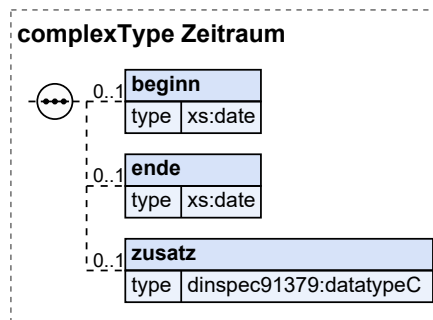 complexType Zeitraum
0..1 beginn
type xs:date
0..1 ende
type xs:date
0..1 zusatz
type dinspec91379:datatypeC